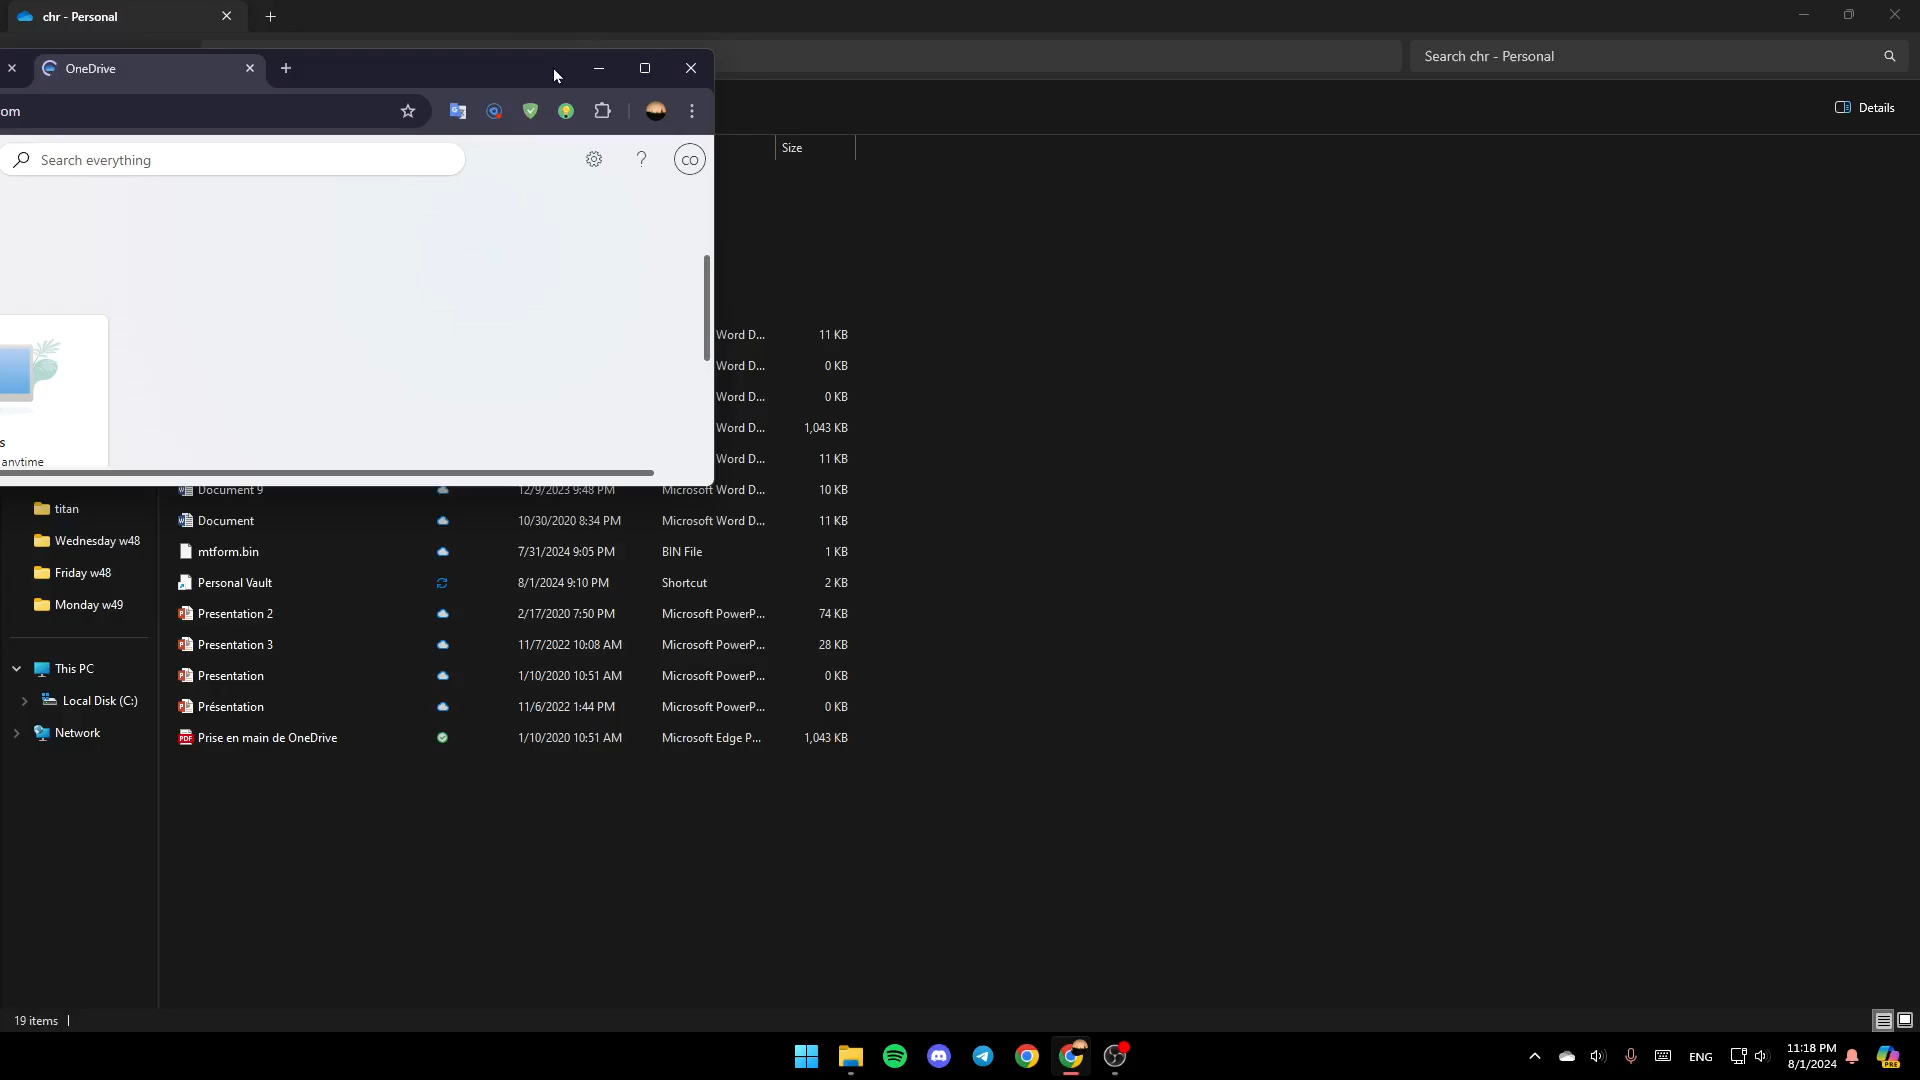 chr - Personal
Search chr - Personal
OneDrive
om
Details
Search everything
CO
Size
Word D... 11 KB
Word D... 0 KB
Word D... 0 KB
Word D... 1,043 KB
s
anytime
Word D... 11 KB
Document 9 12/9/2023 9:48 PM Microsoft Word D... 10 KB
titan
Document 10/30/2020 8:34 PM Microsoft Word D... 11 KB
Wednesday w48
mtform.bin 7/31/2024 9:05 PM BIN File 1 KB
Friday w48
Personal Vault 8/1/2024 9:10 PM Shortcut 2 KB
Monday w49
Presentation 2 2/17/2020 7:50 PM Microsoft PowerP... 74 KB
Presentation 3 11/7/2022 10:08 AM Microsoft PowerP... 28 KB
This PC
Presentation 1/10/2020 10:51 AM Microsoft PowerP... 0 KB
Local Disk (C:)
Présentation 11/6/2022 1:44 PM Microsoft PowerP... 0 KB
Network
Prise en main de OneDrive 1/10/2020 10:51 AM Microsoft Edge P... 1,043 KB
19 items
ENG
11:18 PM
8/1/2024
PRE